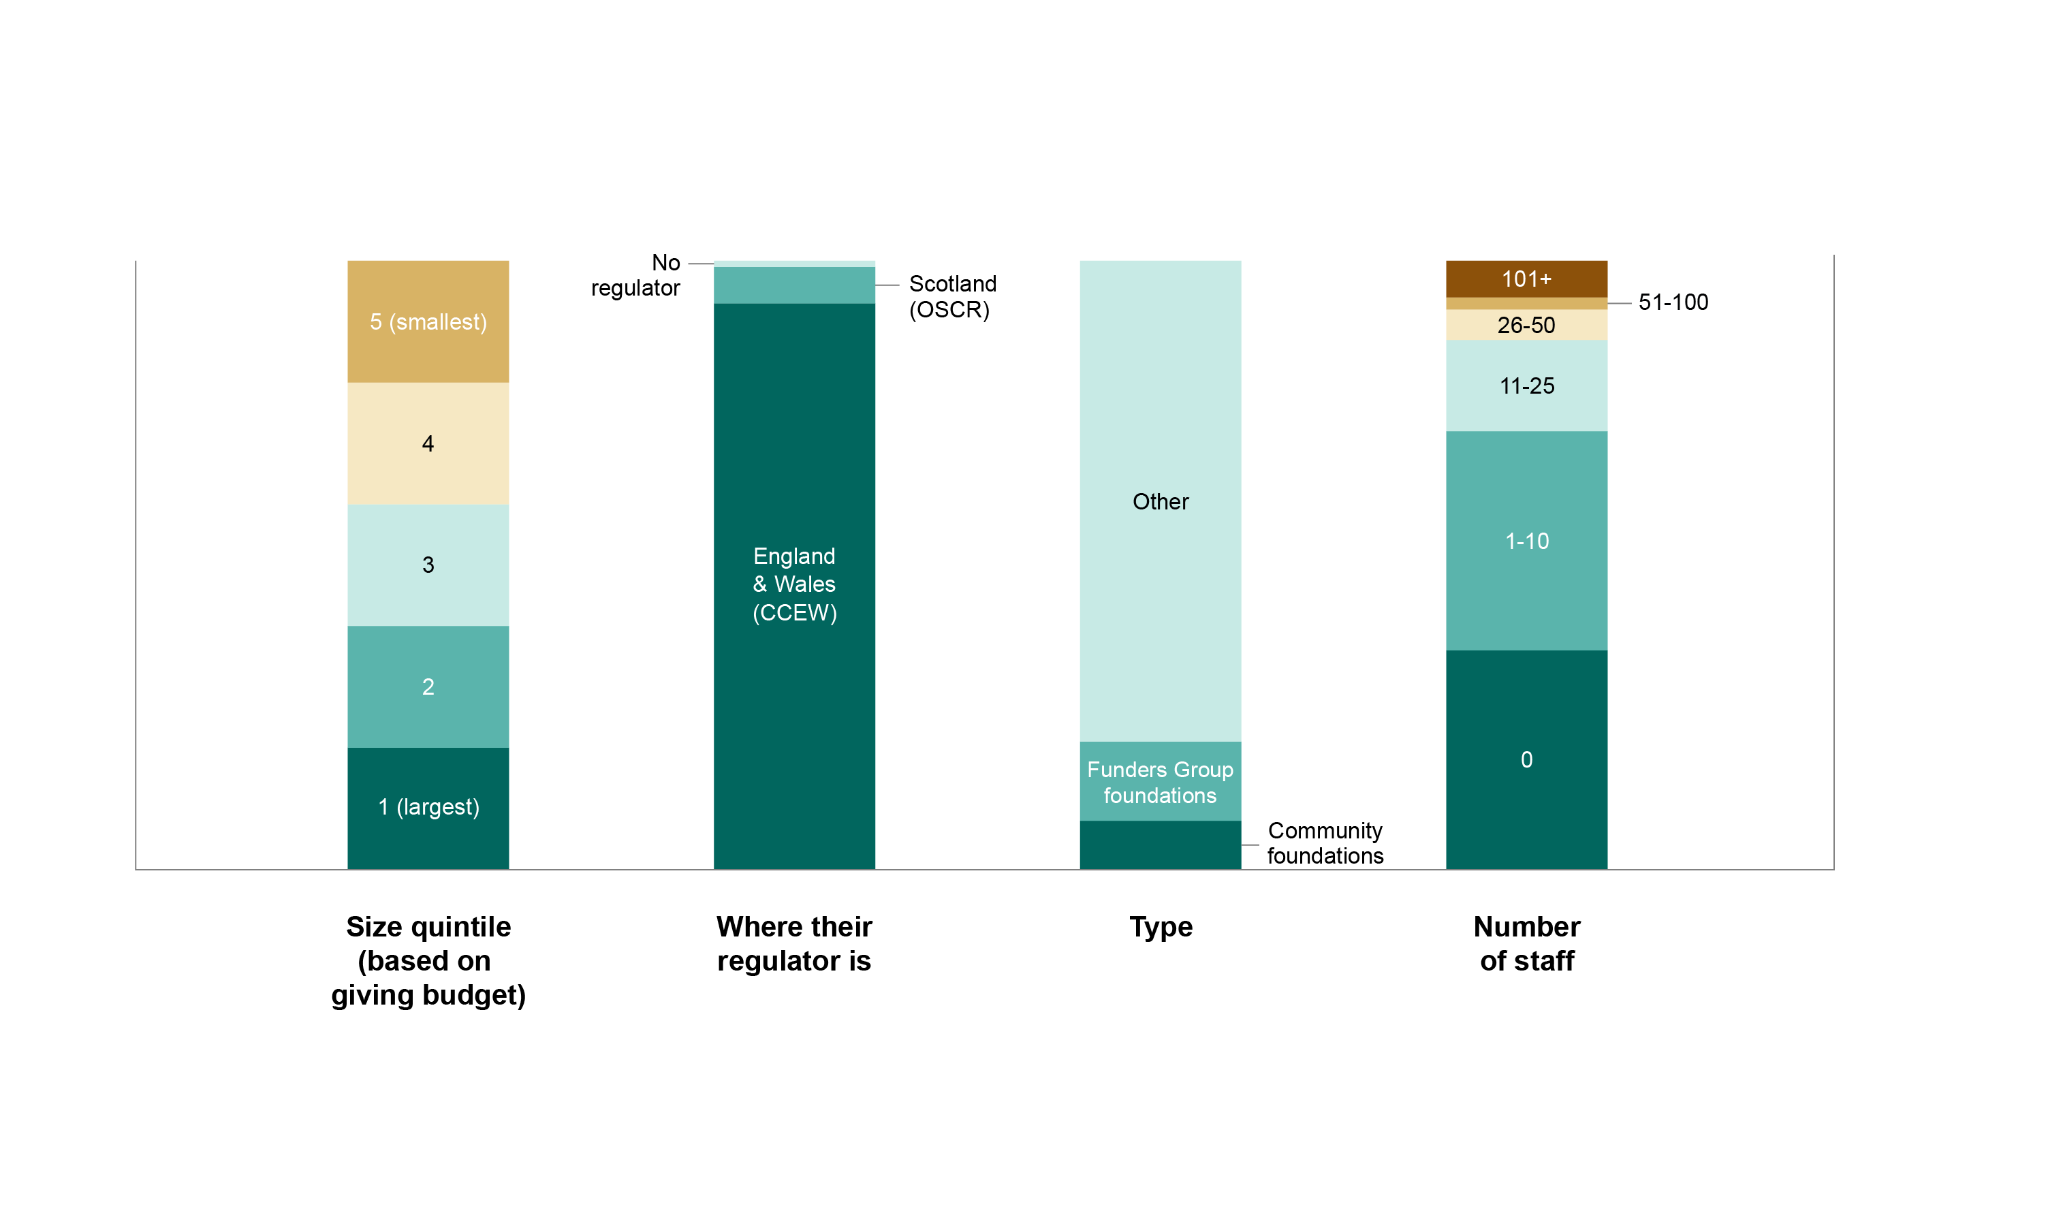 5 (smallest)
4
3
2
1 (largest)
Size quintile
(based on
giving budget)
No
regulator
Scotland
(OSCR)
England
& Wales
(CCEW)
Where their
regulator is
Other
Funders Group
foundations
Community
foundations
Type
101+
51-100
26-50
11-25
1-10
0
Number
of staff